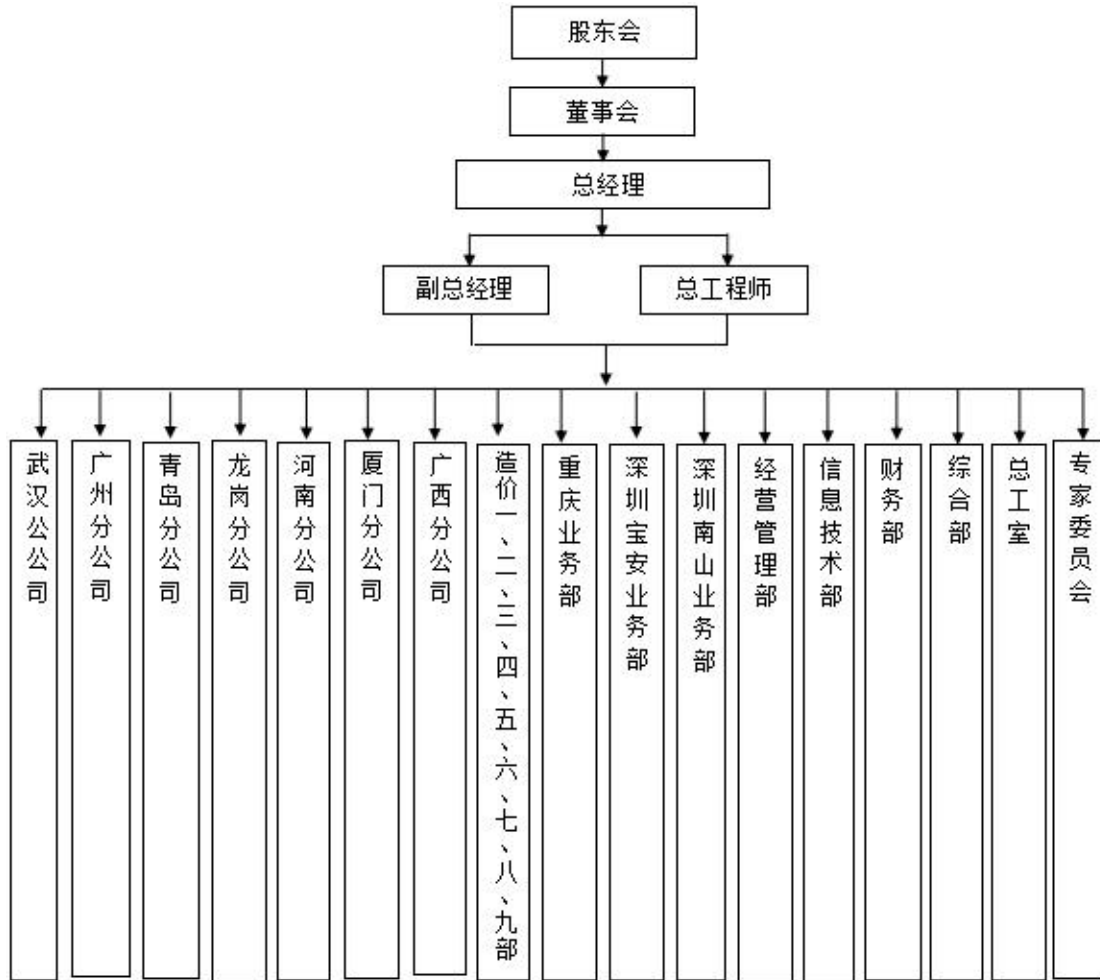 股东会
董事会
总经理
副总经理
总工程师
武汉公公司
广州分公司
青岛分公司
龙岗分公司
河南分公司
厦门分公司
广西分公司
造价一、二、三、四、五、六、七、八、九部
重庆业务部
深圳宝安业务部
深圳南山业务部
经营管理部
信息技术部
财务部
综合部
总工室
专家委员会